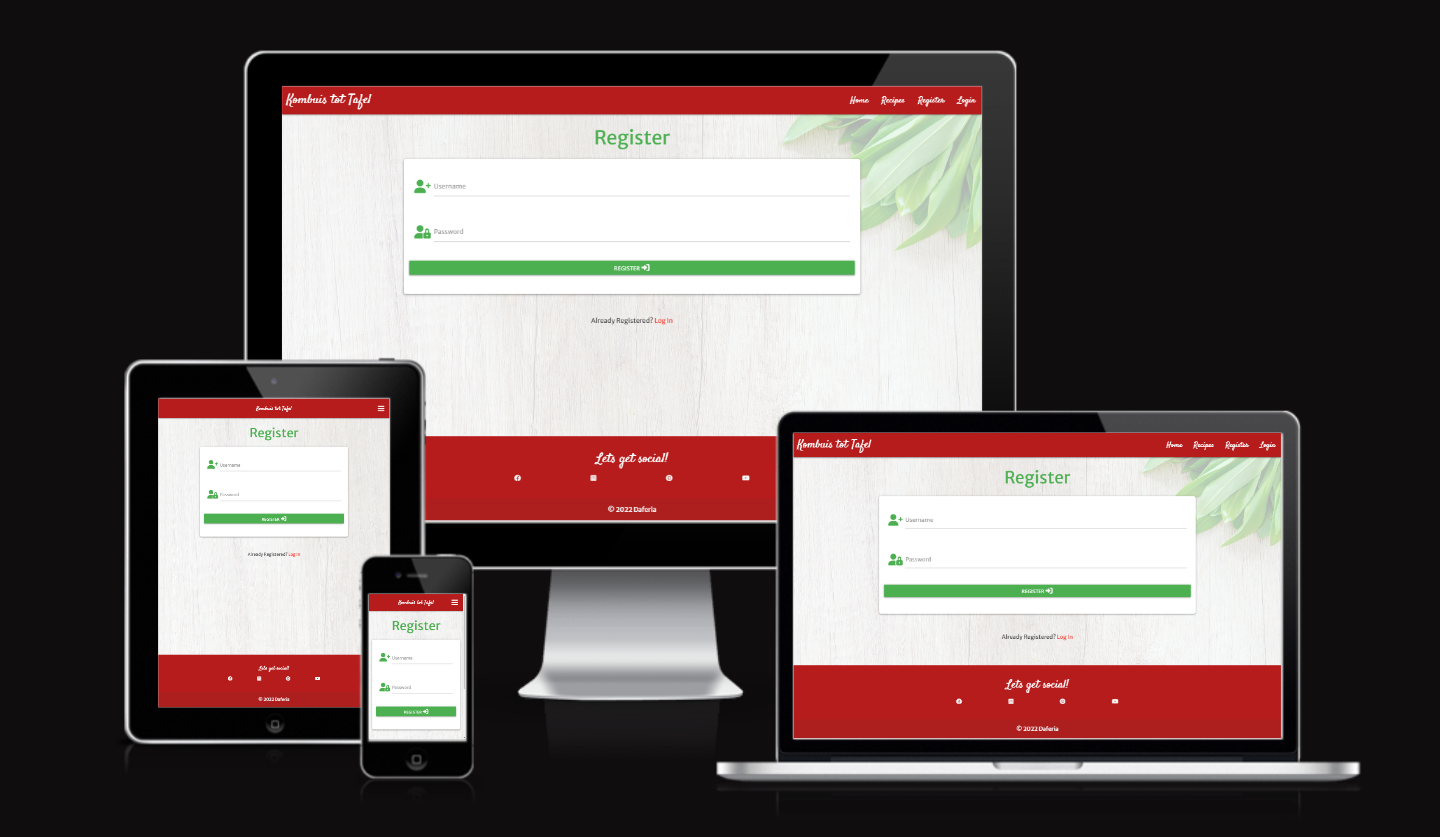 Kombuis tot Tafel
Home Recipes Register Login
Register
Username
Password
REGISTER
Already Registered? Log In
Lets get social!
© 2022 Daferia
Kombuis tot Tafel
Register
Username
Password
REGISTER
Already Registered? Log In
Lets get social!
© 2022 Daferia
Kombuis tot Tafel
Register
Username
Password
REGISTER
Kombuis tot Tafel
Home Recipes Register Login
Register
Username
Password
REGISTER
Already Registered? Log In
Lets get social!
© 2022 Daferia